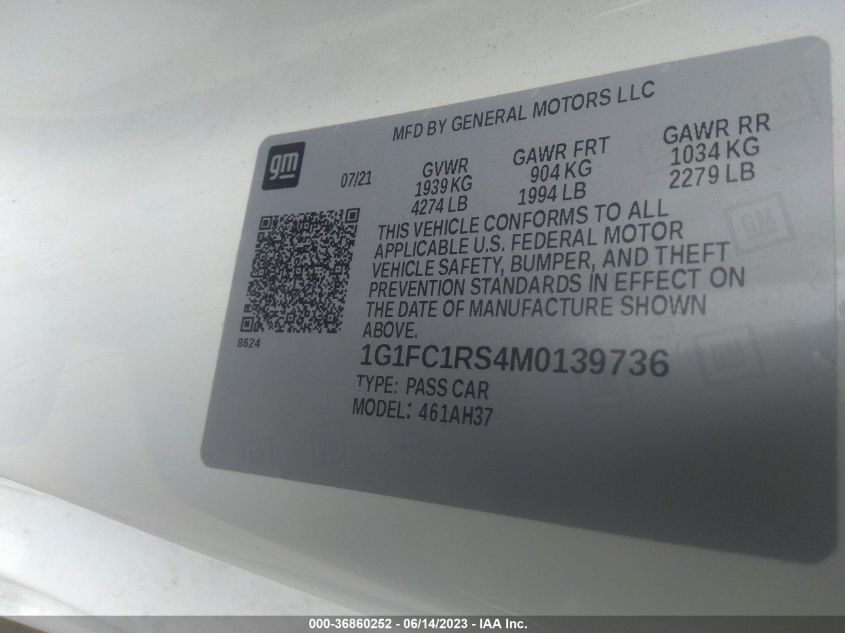 MFD BY GENERAL MOTORS LLC
gm
07/21
GVWR
1939 KG
4274 LB
GAWR FRT
904 KG
1994 LB
GAWR RR
1034 KG
2279 LB
THIS VEHICLE CONFORMS TO ALL
APPLICABLE U.S. FEDERAL MOTOR
VEHICLE SAFETY, BUMPER, AND THEFT
PREVENTION STANDARDS IN EFFECT ON
THE DATE OF MANUFACTURE SHOWN
ABOVE.
8624
1G1FC1RS4M0139736
TYPE: PASS CAR
MODEL: 461AH37
GM
GM
000-36860252 - 06/14/2023 - IAA, Inc.